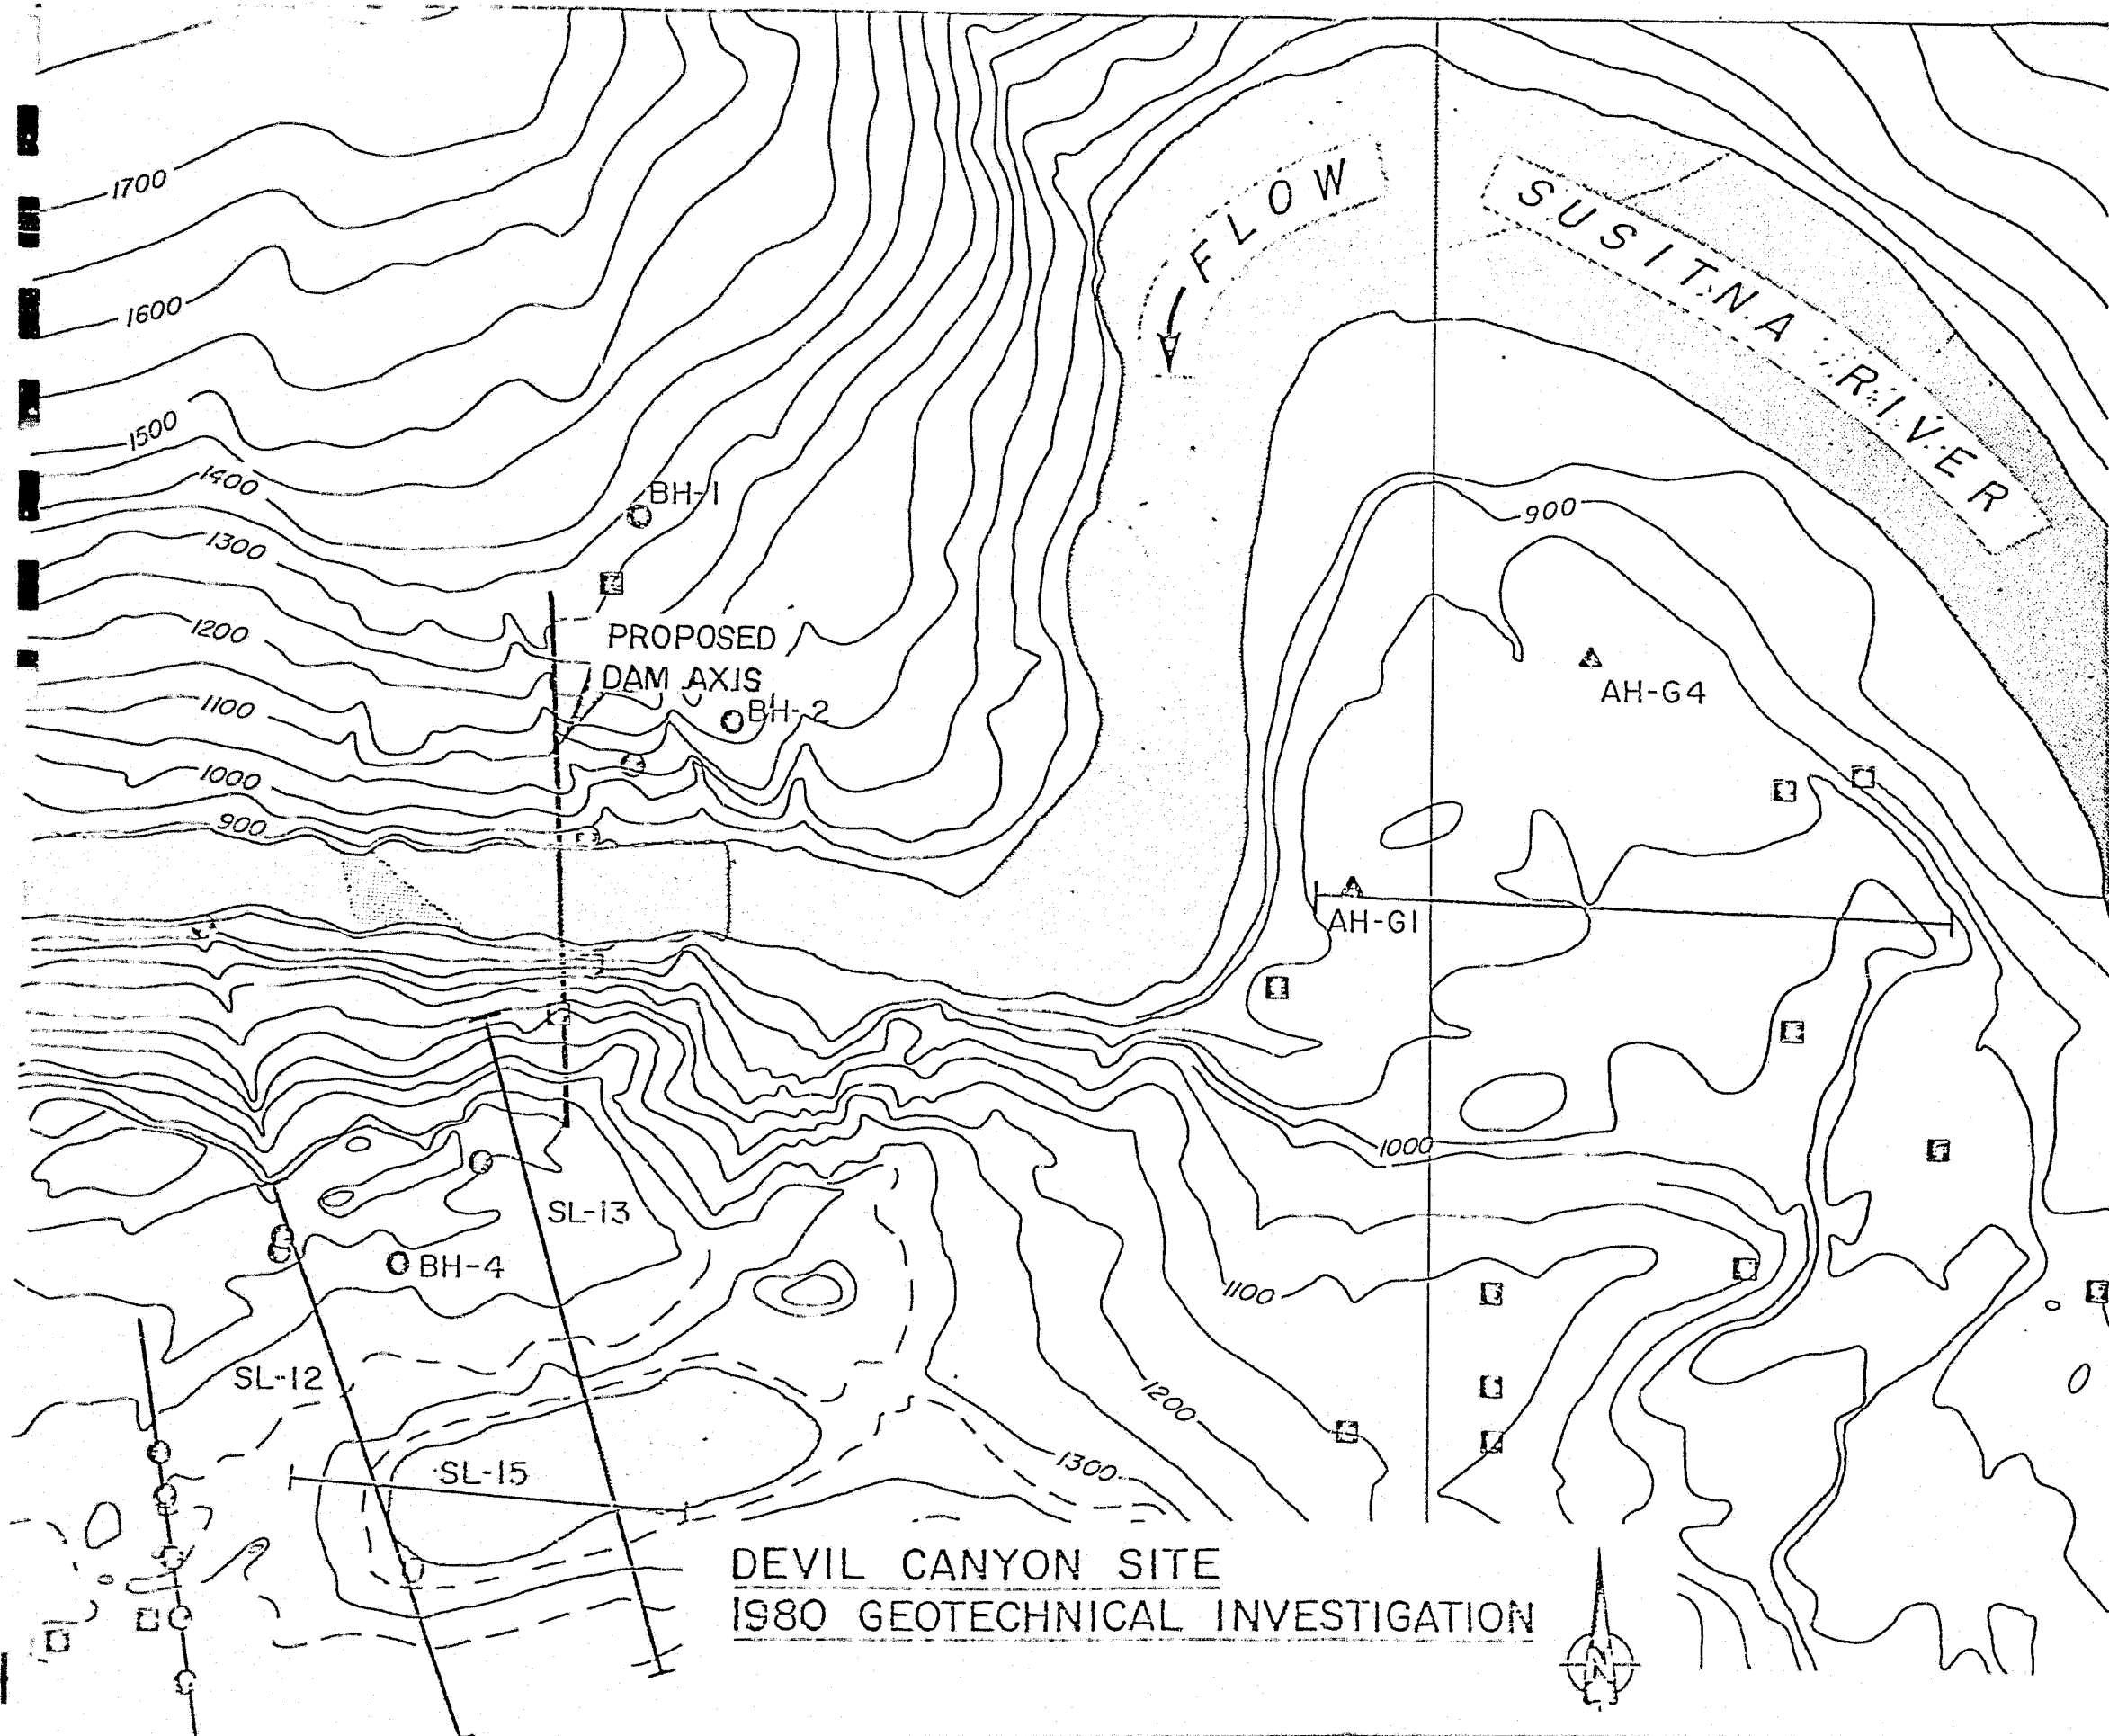 FLOW
SUSITNA RIVER
1700
1600
1500
1400
BH-1
900
1300
1200
PROPOSED
DAM AXIS
AH-G4
1100
BH-2
1000
900
AH-G1
1000
SL-13
BH-4
1100
SL-12
1200
1300
SL-15
DEVIL CANYON SITE
1980 GEOTECHNICAL INVESTIGATION
N